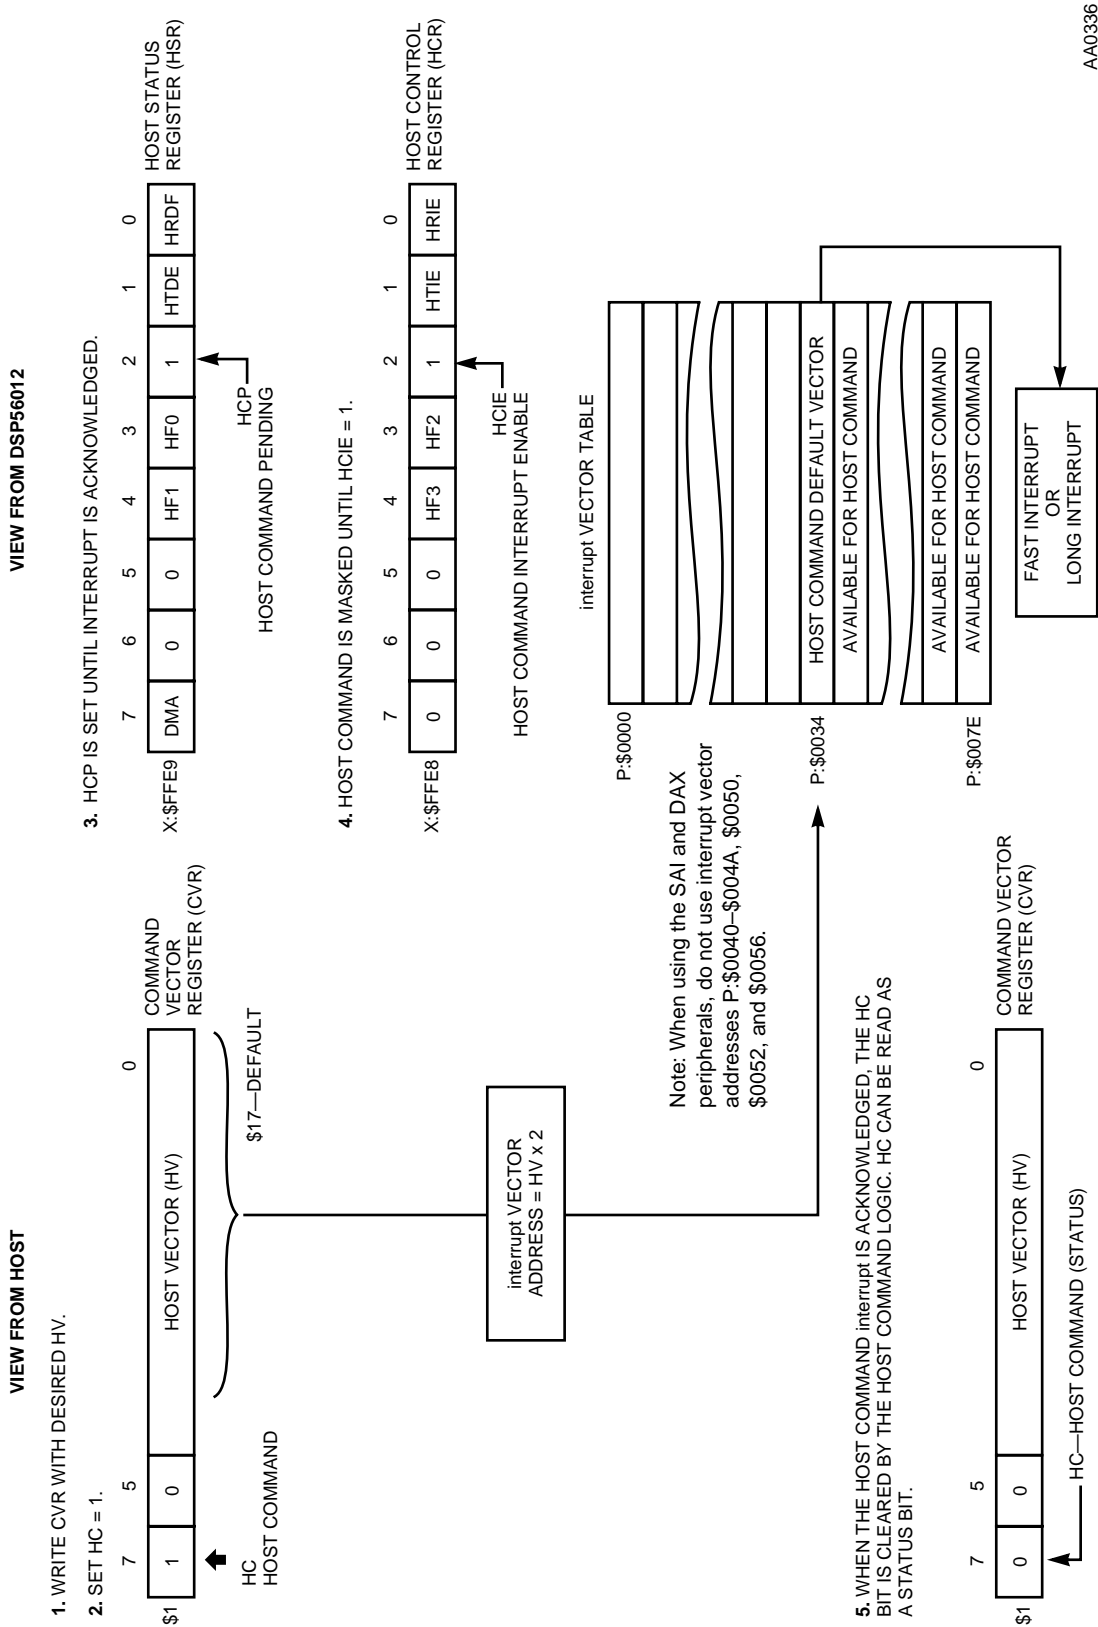 VIEW FROM HOST
1. WRITE CVR WITH DESIRED HV.
2. SET HC = 1.
7 5 0
$1 1 0 HOST VECTOR (HV)
COMMAND
VECTOR
REGISTER (CVR)
HC
HOST COMMAND
$17—DEFAULT
interrupt VECTOR
ADDRESS = HV x 2
Note: When using the SAI and DAX
peripherals, do not use interrupt vector
addresses P:$0040–$004A, $0050,
$0052, and $0056.
5. WHEN THE HOST COMMAND interrupt IS ACKNOWLEDGED, THE HC
BIT IS CLEARED BY THE HOST COMMAND LOGIC. HC CAN BE READ AS
A STATUS BIT.
7 5 0
$1 0 0 HOST VECTOR (HV)
COMMAND VECTOR
REGISTER (CVR)
HC—HOST COMMAND (STATUS)
VIEW FROM DSP56012
3. HCP IS SET UNTIL INTERRUPT IS ACKNOWLEDGED.
7 6 5 4 3 2 1 0
X:$FFE9 DMA 0 0 HF1 HF0 1 HTDE HRDF
HOST STATUS
REGISTER (HSR)
HCP
HOST COMMAND PENDING
4. HOST COMMAND IS MASKED UNTIL HCIE = 1.
7 6 5 4 3 2 1 0
X:$FFE8 0 0 0 HF3 HF2 1 HTIE HRIE
HOST CONTROL
REGISTER (HCR)
HCIE
HOST COMMAND INTERRUPT ENABLE
interrupt VECTOR TABLE
P:$0000
P:$0034 HOST COMMAND DEFAULT VECTOR
AVAILABLE FOR HOST COMMAND
AVAILABLE FOR HOST COMMAND
P:$007E AVAILABLE FOR HOST COMMAND
FAST INTERRUPT
OR
LONG INTERRUPT
AA0336